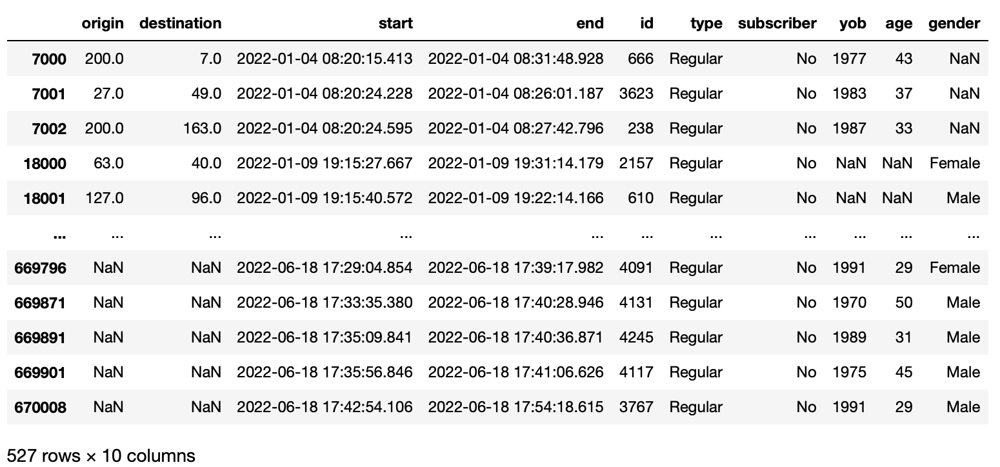 origin destination start end id type subscriber yob age gender
7000 200.0 7.0 2022-01-04 08:20:15.413 2022-01-04 08:31:48.928 666 Regular No 1977 43 NaN
7001 27.0 49.0 2022-01-04 08:20:24.228 2022-01-04 08:26:01.187 3623 Regular No 1983 37 NaN
7002 200.0 163.0 2022-01-04 08:20:24.595 2022-01-04 08:27:42.796 238 Regular No 1987 33 NaN
18000 63.0 40.0 2022-01-09 19:15:27.667 2022-01-09 19:31:14.179 2157 Regular No NaN NaN Female
18001 127.0 96.0 2022-01-09 19:15:40.572 2022-01-09 19:22:14.166 610 Regular No NaN NaN Male
... ... ... ... ... ... ... ... ... ... ...
669796 NaN NaN 2022-06-18 17:29:04.854 2022-06-18 17:39:17.982 4091 Regular No 1991 29 Female
669871 NaN NaN 2022-06-18 17:33:35.380 2022-06-18 17:40:28.946 4131 Regular No 1970 50 Male
669891 NaN NaN 2022-06-18 17:35:09.841 2022-06-18 17:40:36.871 4245 Regular No 1989 31 Male
669901 NaN NaN 2022-06-18 17:35:56.846 2022-06-18 17:41:06.626 4117 Regular No 1975 45 Male
670008 NaN NaN 2022-06-18 17:42:54.106 2022-06-18 17:54:18.615 3767 Regular No 1991 29 Male
527 rows × 10 columns